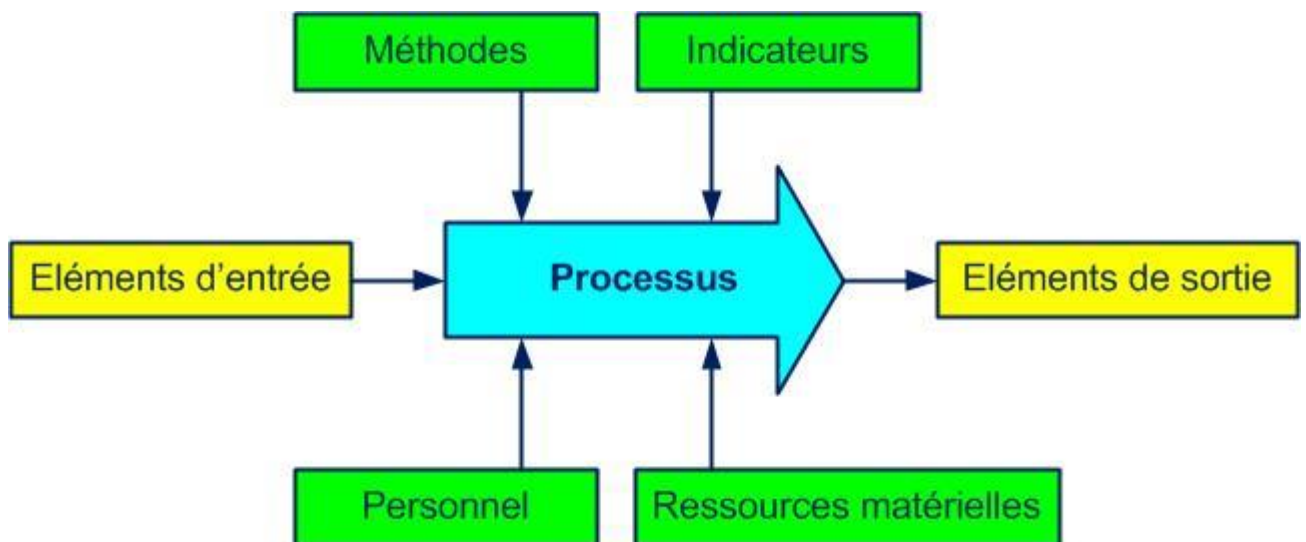 Méthodes
Indicateurs
Eléments d’entrée
Processus
Eléments de sortie
Personnel
Ressources matérielles